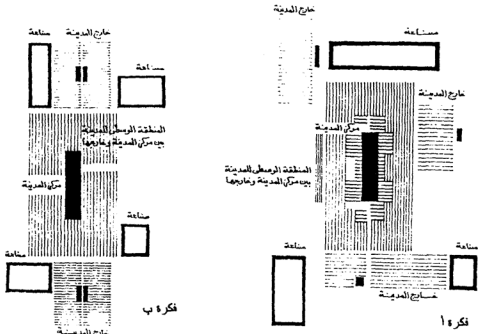 خارج المدينة
صناعة
خارج المدينة
مركز المدينة
المنطقة الوسطى للمدينة
بين مركز المدينة وخارجها
صناعة
صناعة
خارج المدينة
فكرة ا
خارج المدينة
صناعة
صناعة
المنطقة الوسطى للمدينة
بين مركز المدينة وخارجها
مركز المدينة
صناعة
صناعة
خارج المدينة
فكرة ب